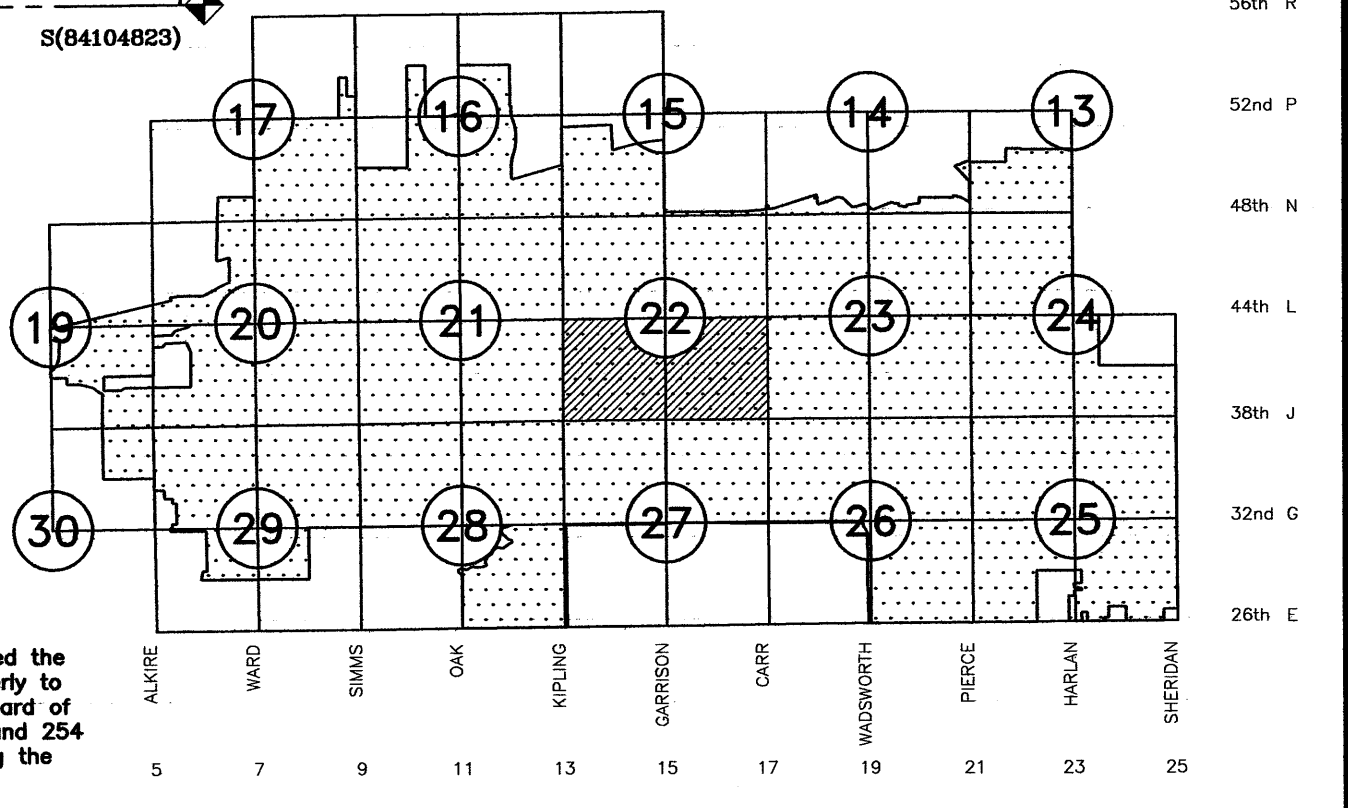 56th R
S(84104823)
52nd P
17
16
15
14
13
48th N
44th L
19
20
21
22
23
24
38th J
32nd G
30
29
28
27
26
25
26th E
ed the
rly to
ard of
and 254
g the
ALKIRE
WARD
SIMMS
OAK
KIPLING
GARRISON
CARR
WADSWORTH
PIERCE
HARLAN
SHERIDAN
5 7 9 11 13 15 17 19 21 23 25